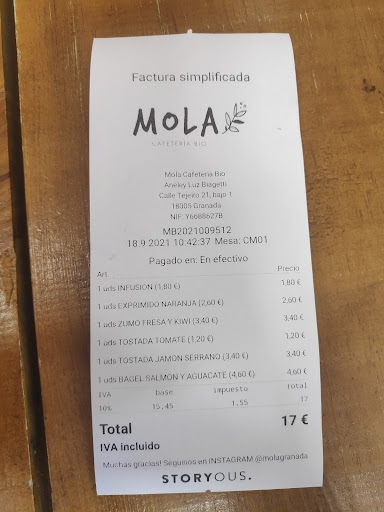 Factura simplificada
MOLA
CAFETERÍA BIO
Mola Cafeteria Bio
Aneley Luz Biagetti
Calle Tejeiro 21, bajo 1
18005 Granada
NIF: Y6688627B
MB2021009512
18.9.2021 10:42:37 Mesa: CM01
Pagado en: En efectivo
Art. Precio
1 uds INFUSION (1,80 €) 1,80 €
1 uds EXPRIMIDO NARANJA (2,60 €) 2,60 €
1 uds ZUMO FRESA Y KIWI (3,40 €) 3,40 €
1 uds TOSTADA TOMATE (1,20 €) 1,20 €
1 uds TOSTADA JAMON SERRANO (3,40 €) 3,40 €
1 uds BAGEL SALMON Y AGUACATE (4,60 €) 4,60 €
IVA base impuesto total
10% 15,45 1,55 17
Total 17 €
IVA incluido
Muchas gracias! Seguinos en INSTAGRAM @molagranada
STORYOUS.